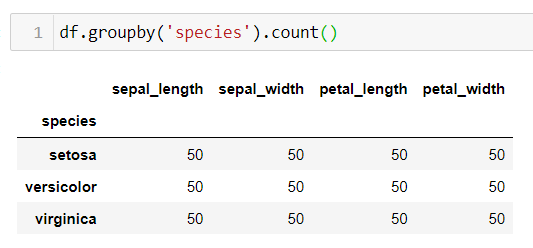 1 df.groupby('species').count()
sepal_length sepal_width petal_length petal_width
species
setosa 50 50 50 50
versicolor 50 50 50 50
virginica 50 50 50 50